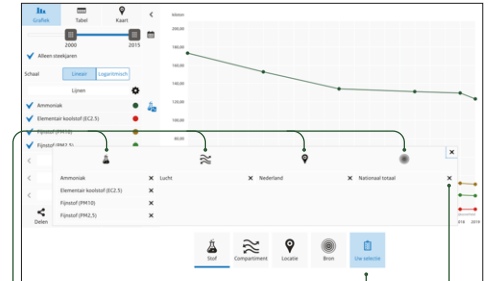 Grafiek Tabel Kaart
2000 2015
Alleen steekjaren
Schaal Lineair Logaritmisch
Lijnen
Ammoniak
Elementair koolstof (EC2.5)
Fijnstof (PM10)
Fijnstof (PM2,5)
Delen
200,00
180,00
160,00
140,00
120,00
100,00
80,00
Ammoniak Lucht Nederland Nationaal totaal
Elementair koolstof (EC2.5)
Fijnstof (PM10)
Fijnstof (PM2,5)
Stof Compartiment Locatie Bron Uw selectie